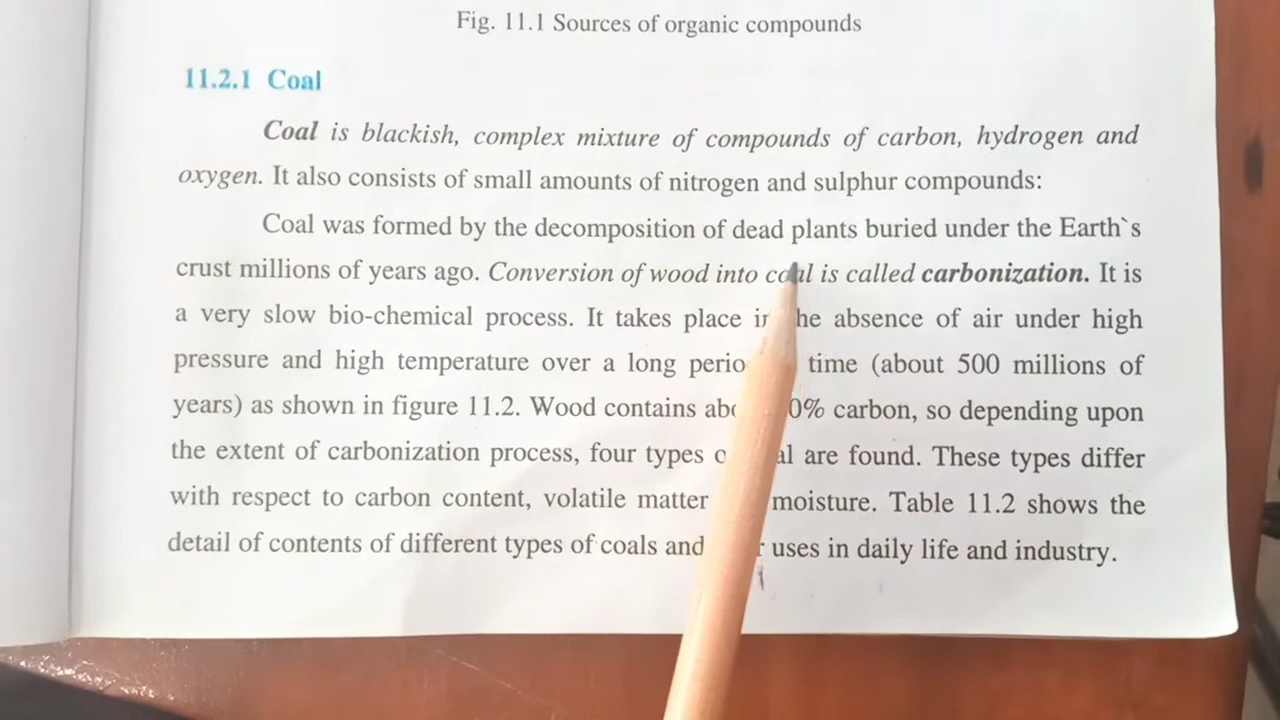 Fig. 11.1 Sources of organic compounds
11.2.1 Coal
Coal is blackish, complex mixture of compounds of carbon, hydrogen and
oxygen. It also consists of small amounts of nitrogen and sulphur compounds:
Coal was formed by the decomposition of dead plants buried under the Earth`s
crust millions of years ago. Conversion of wood into coal is called carbonization. It is
a very slow bio-chemical process. It takes place in the absence of air under high
pressure and high temperature over a long time (about 500 millions of
years) as shown in figure 11.2. Wood contains carbon, so depending upon
the extent of carbonization process, four types are found. These types differ
with respect to carbon content, volatile matter moisture. Table 11.2 shows the
detail of contents of different types of coals and uses in daily life and industry.